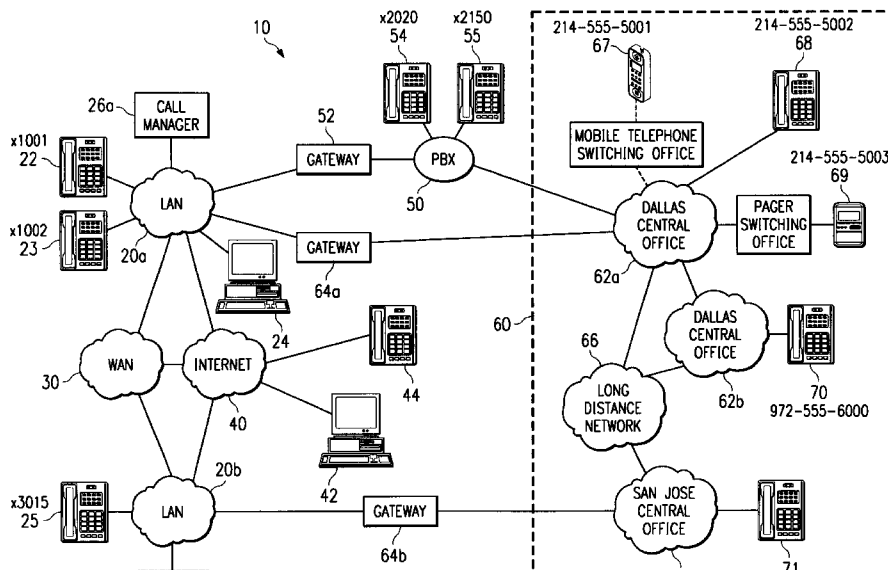 x2020
54
x2150
55
10
214-555-5001
67
214-555-5002
68
26a
CALL
MANAGER
x1001
22
52
GATEWAY
PBX
50
MOBILE TELEPHONE
SWITCHING OFFICE
214-555-5003
69
LAN
20a
x1002
23
DALLAS
CENTRAL
OFFICE
62a
PAGER
SWITCHING
OFFICE
GATEWAY
64a
24
60
WAN
30
INTERNET
40
44
66
DALLAS
CENTRAL
OFFICE
62b
70
972-555-6000
LONG
DISTANCE
NETWORK
42
20b
x3015
25
LAN
GATEWAY
64b
SAN JOSE
CENTRAL
OFFICE
71